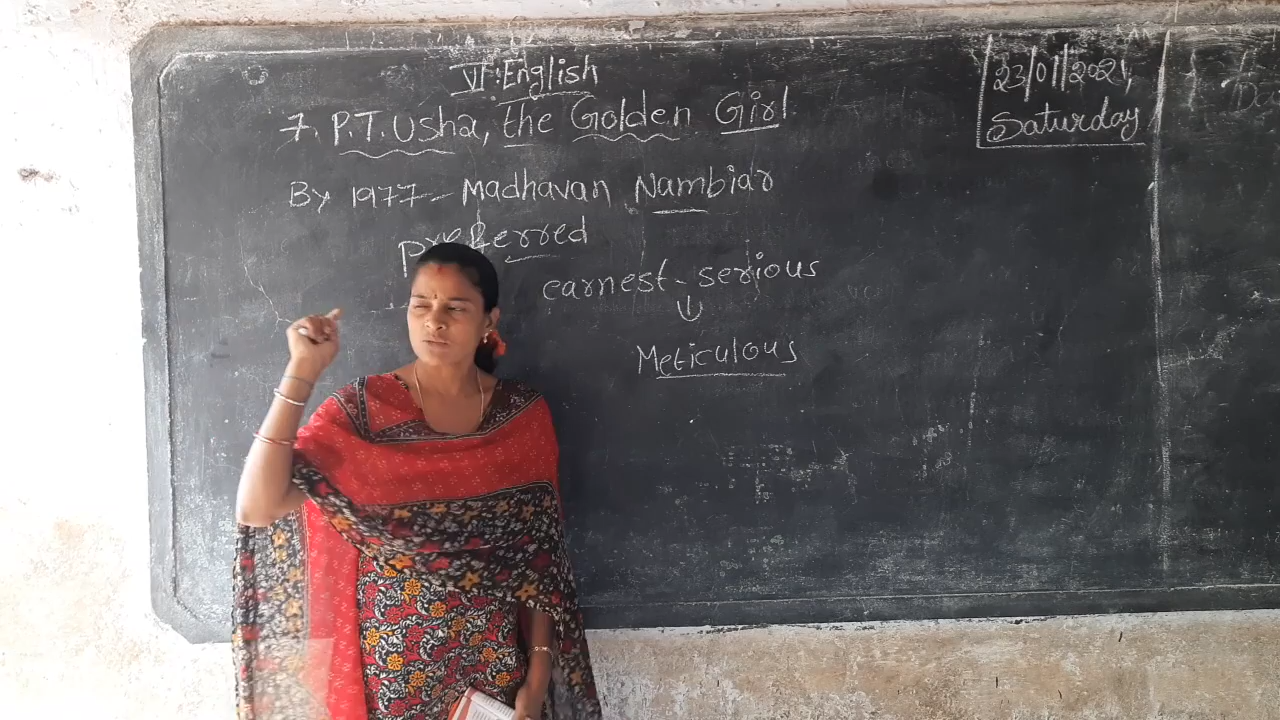 VI English
7. P.T. Usha, the Golden Girl
23/01/2021,
Saturday
By 1977 - Madhavan Nambiar
preferred
earnest - serious
Meticulous